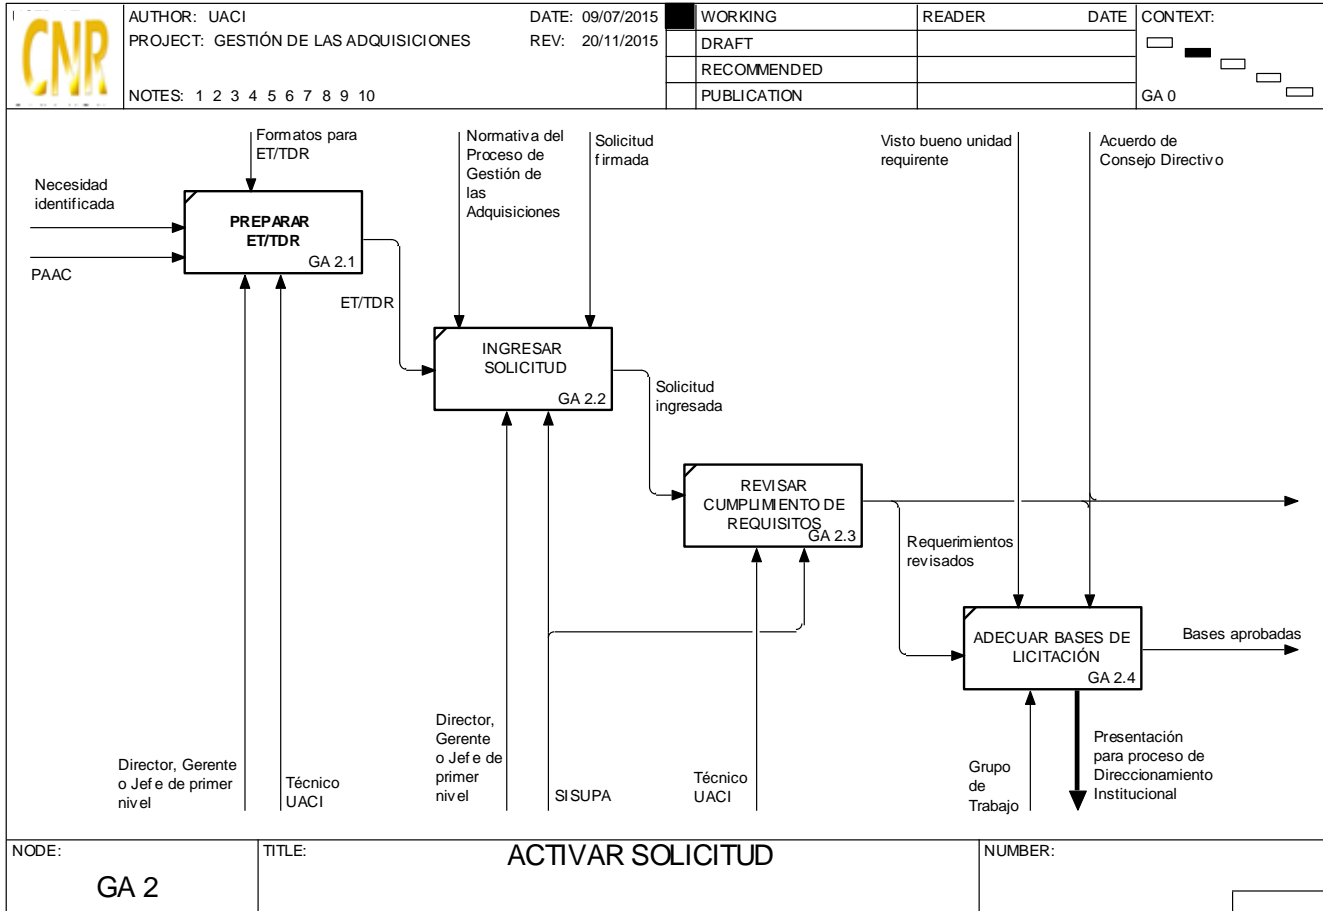 CNR
AUTHOR: UACI
DATE: 09/07/2015
PROJECT: GESTIÓN DE LAS ADQUISICIONES
REV: 20/11/2015
NOTES: 1 2 3 4 5 6 7 8 9 10
WORKING
DRAFT
RECOMMENDED
PUBLICATION
READER
DATE
CONTEXT:
GA 0
Formatos para
ET/TDR
Normativa del
Proceso de
Gestión de
las
Adquisiciones
Solicitud
firmada
Visto bueno unidad
requirente
Acuerdo de
Consejo Directivo
Necesidad
identificada
PAAC
PREPARAR
ET/TDR
GA 2.1
ET/TDR
INGRESAR
SOLICITUD
GA 2.2
Solicitud
ingresada
REVISAR
CUMPLIMIENTO DE
REQUISITOS
GA 2.3
Requerimientos
revisados
ADECUAR BASES DE
LICITACIÓN
GA 2.4
Bases aprobadas
Director, Gerente
o Jefe de primer
nivel
Técnico
UACI
Director,
Gerente
o Jefe de
primer
nivel
SISUPA
Técnico
UACI
Grupo
de
Trabajo
Presentación
para proceso de
Direccionamiento
Institucional
NODE:
GA 2
TITLE:
ACTIVAR SOLICITUD
NUMBER: